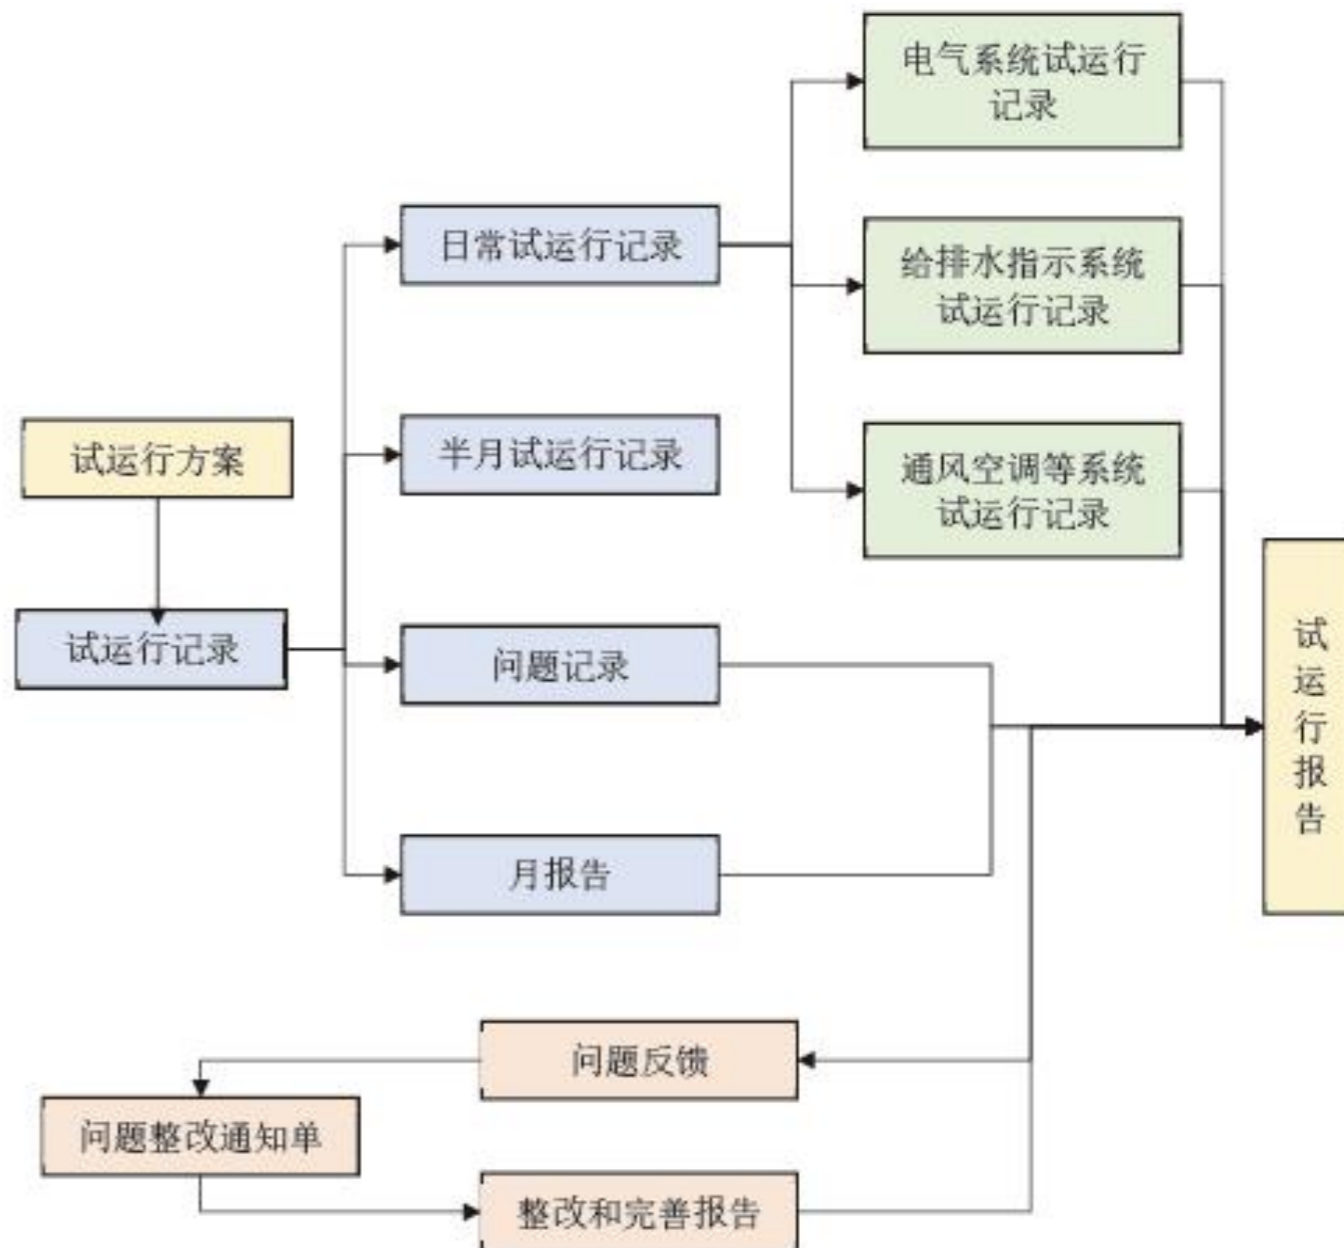 电气系统试运行
记录
日常试运行记录
给排水指示系统
试运行记录
试运行方案
半月试运行记录
通风空调等系统
试运行记录
试运行记录
问题记录
试
运
行
报
告
月报告
问题反馈
问题整改通知单
整改和完善报告